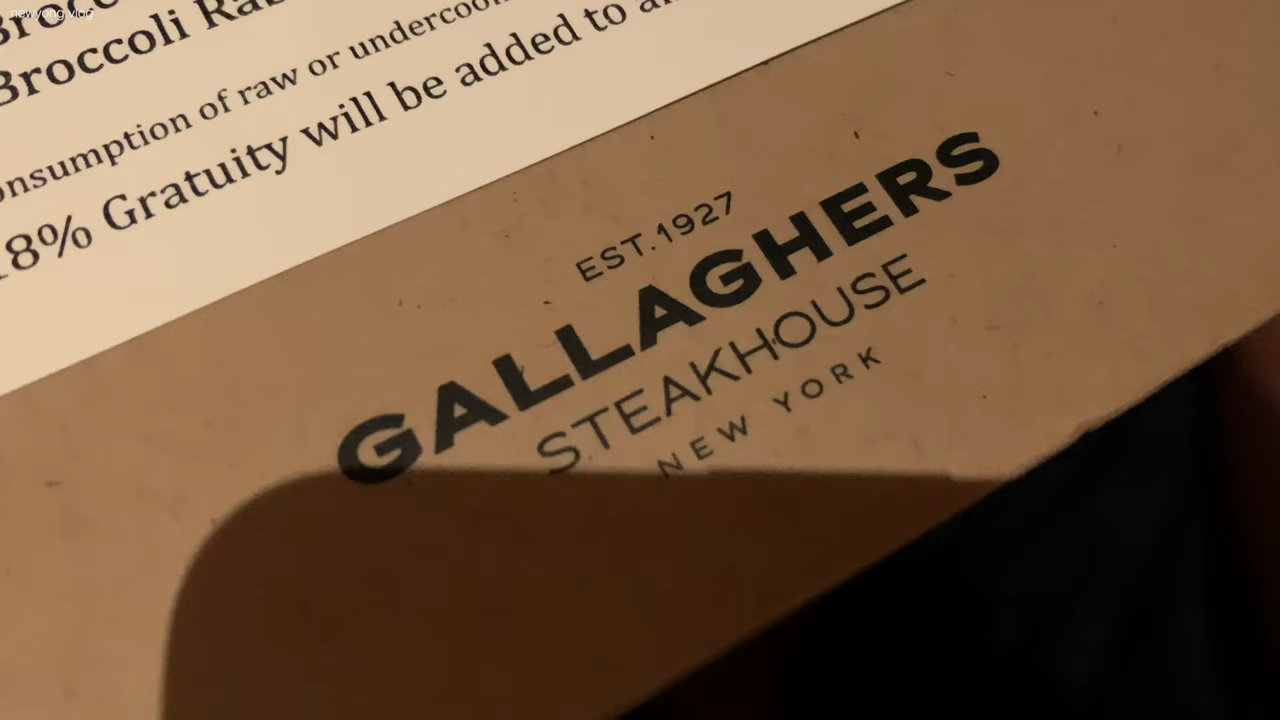 newyong.vlog
Broccoli
onsumption of raw or
18% Gratuity will be added to
EST.1927
GALLAGHERS
STEAKHOUSE
NEW YORK